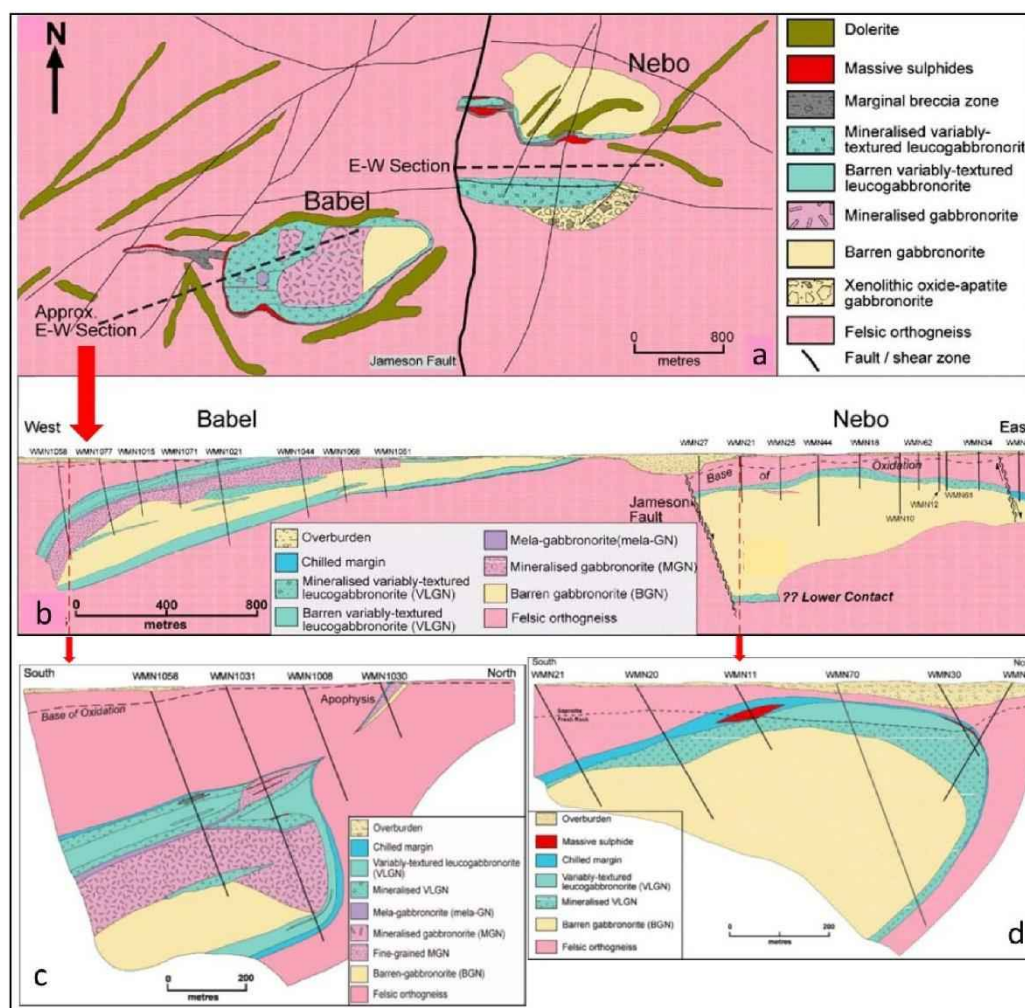 N
Nebo
E-W Section
Babel
Approx.
E-W Section
Jameson Fault
0 800
metres
a
Dolerite
Massive sulphides
Marginal breccia zone
Mineralised variably-
textured leucogabbronorit
Barren variably-textured
leucogabbronorite
Mineralised gabbronorite
Barren gabbronorite
Xenolithic oxide-apatite
gabbronorite
Felsic orthogneiss
Fault / shear zone
West
Babel
Nebo
East
WMN1058
WMN1077
WMN1015
WMN1071
WMN1021
WMN1044
WMN1068
WMN1051
WMN27
WMN21
WMN25
WMN44
WMN18
WMN62
WMN34
Base of Oxidation
WMN12
WMN61
WMN10
Jameson
Fault
?? Lower Contact
Overburden
Chilled margin
Mineralised variably-textured
leucogabbronorite (VLGN)
Barren variably-textured
leucogabbronorite (VLGN)
Mela-gabbronorite(mela-GN)
Mineralised gabbronorite (MGN)
Barren gabbronorite (BGN)
Felsic orthogneiss
0 400 800
metres
b
South
North
WMN1056
WMN1031
WMN1008
WMN1030
Apophysis
Base of Oxidation
Overburden
Chilled margin
Variably-textured leucogabbronorite
(VLGN)
Mineralised VLGN
Mela-gabbronorite (mela-GN)
Mineralised gabbronorite (MGN)
Fine-grained MGN
Barren-gabbronorite (BGN)
Felsic orthogneiss
0 200
metres
c
South
No
WMN21
WMN20
WMN11
WMN70
WMN30
WMN
Saprolite
Fresh Rock
Overburden
Massive sulphide
Chilled margin
Variably-textured
leucogabbronorite (VLGN)
Mineralised VLGN
Barren gabbronorite (BGN)
Felsic orthogneiss
0 200
metres
d